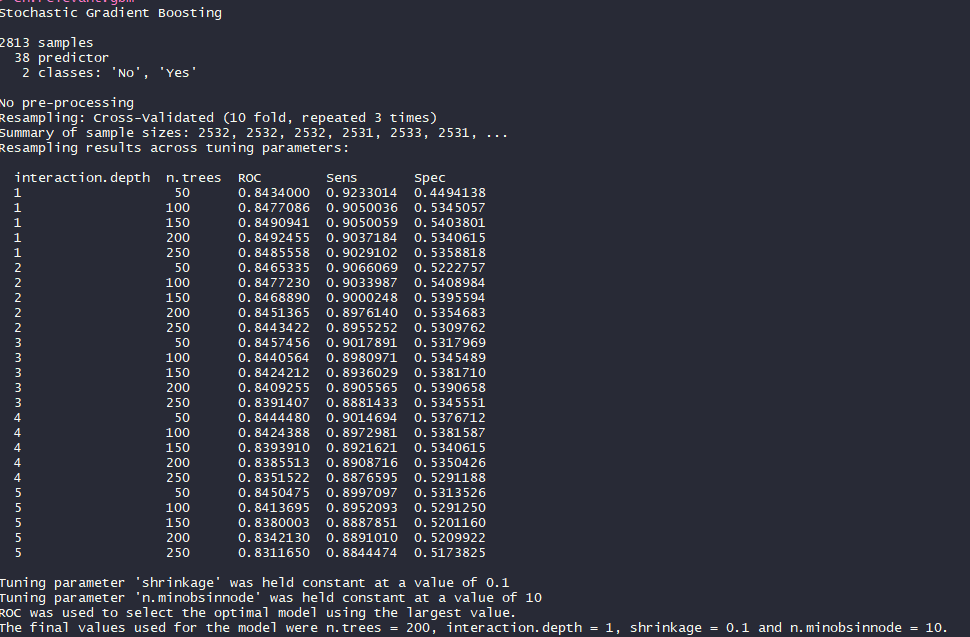 Stochastic Gradient Boosting

2813 samples
  38 predictor
   2 classes: 'No', 'Yes'

No pre-processing
Resampling: Cross-Validated (10 fold, repeated 3 times)
Summary of sample sizes: 2532, 2532, 2532, 2531, 2533, 2531, ...
Resampling results across tuning parameters:

  interaction.depth  n.trees  ROC        Sens       Spec
  1                   50      0.8434000  0.9233014  0.4494138
  1                  100      0.8477086  0.9050036  0.5345057
  1                  150      0.8490941  0.9050059  0.5403801
  1                  200      0.8492455  0.9037184  0.5340615
  1                  250      0.8485558  0.9029102  0.5358818
  2                   50      0.8465335  0.9066069  0.5222757
  2                  100      0.8477230  0.9033987  0.5408984
  2                  150      0.8468890  0.9000248  0.5395594
  2                  200      0.8451365  0.8976140  0.5354683
  2                  250      0.8443422  0.8955252  0.5309762
  3                   50      0.8457456  0.9017891  0.5317969
  3                  100      0.8440564  0.8980971  0.5345489
  3                  150      0.8424212  0.8936029  0.5381710
  3                  200      0.8409255  0.8905565  0.5390658
  3                  250      0.8391407  0.8881433  0.5345551
  4                   50      0.8444480  0.9014694  0.5376712
  4                  100      0.8424388  0.8972981  0.5381587
  4                  150      0.8393910  0.8921621  0.5340615
  4                  200      0.8385513  0.8908716  0.5350426
  4                  250      0.8351522  0.8876595  0.5291188
  5                   50      0.8450475  0.8997097  0.5313526
  5                  100      0.8413695  0.8952093  0.5291250
  5                  150      0.8380003  0.8887851  0.5201160
  5                  200      0.8342130  0.8891010  0.5209922
  5                  250      0.8311650  0.8844474  0.5173825

Tuning parameter 'shrinkage' was held constant at a value of 0.1
Tuning parameter 'n.minobsinnode' was held constant at a value of 10
ROC was used to select the optimal model using the largest value.
The final values used for the model were n.trees = 200, interaction.depth = 1, shrinkage = 0.1 and n.minobsinnode = 10.